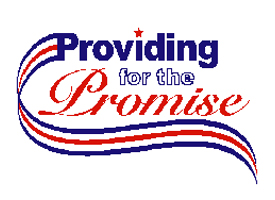 Providing
for the
Promise